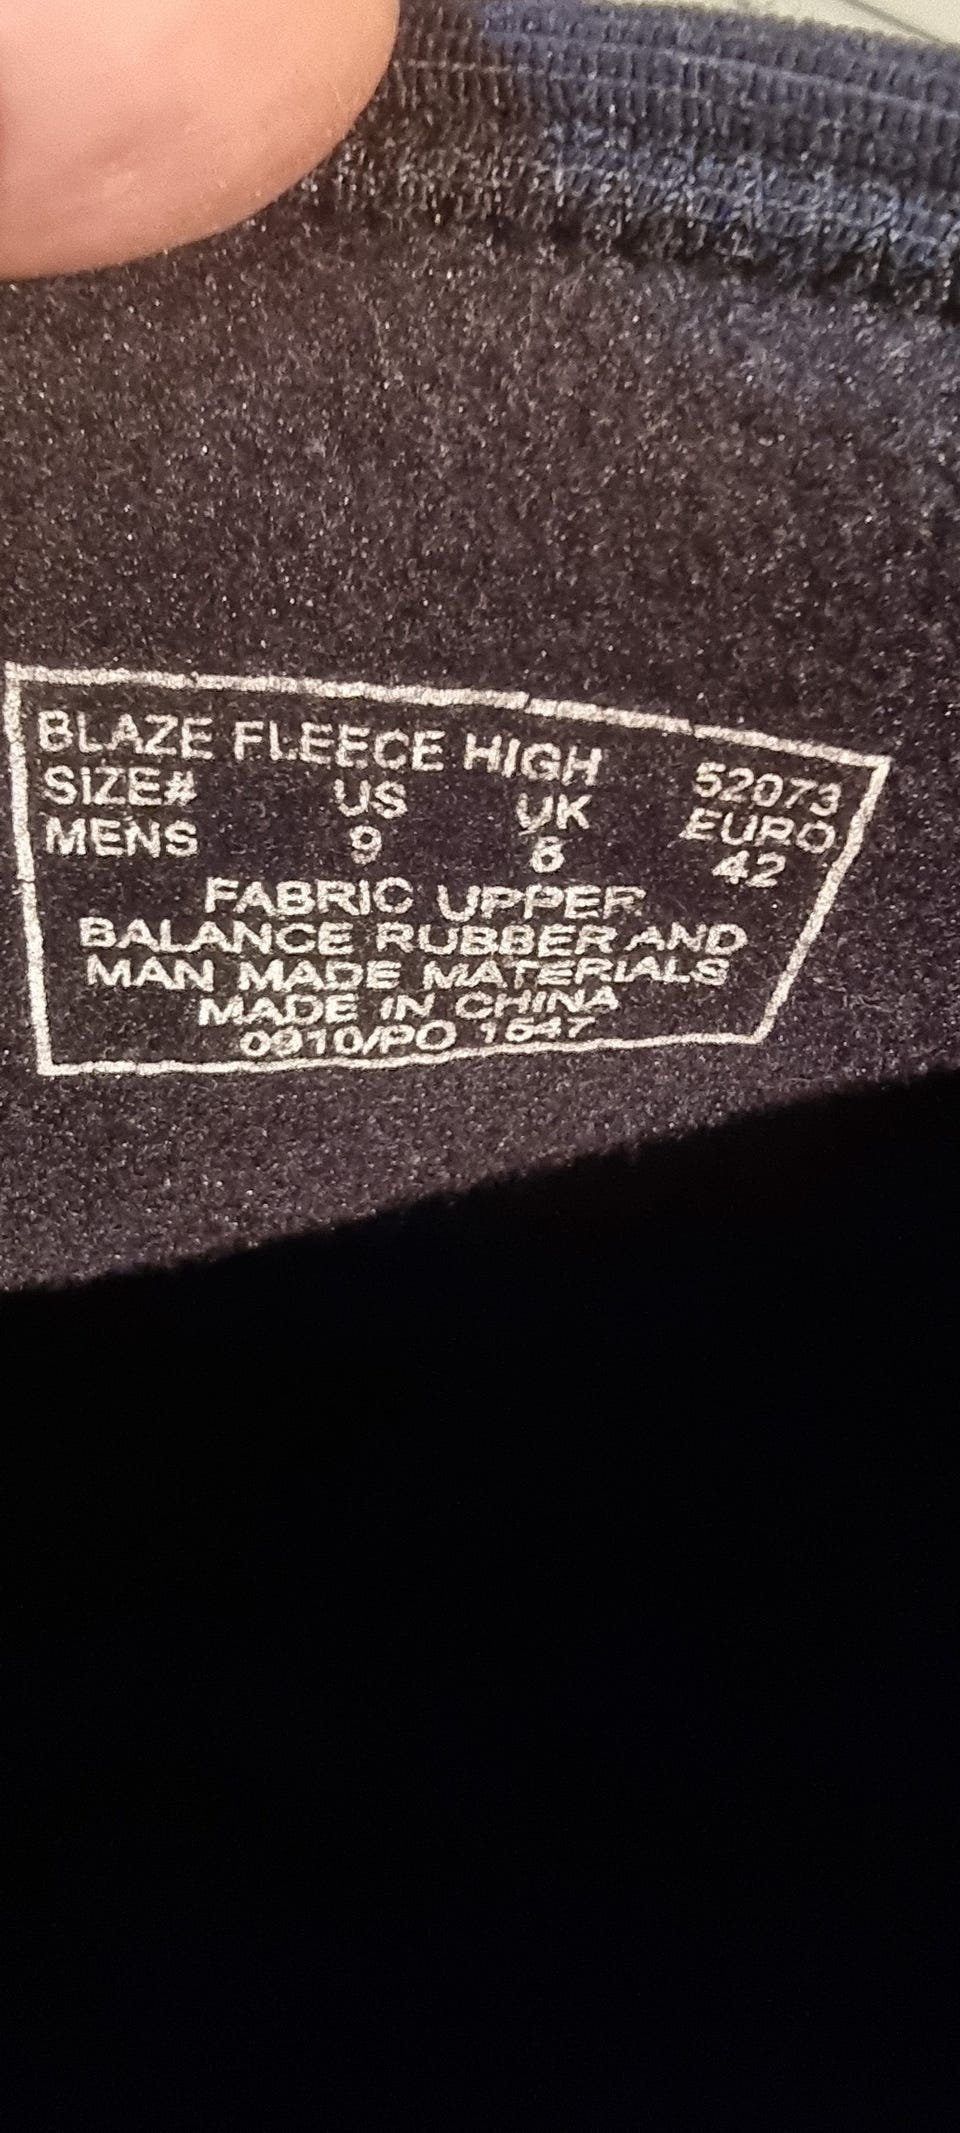 BLAZE FLEECE HIGH 52073
SIZE# US UK EURO
MENS 9 8 42
FABRIC UPPER
BALANCE RUBBER AND
MAN MADE MATERIALS
MADE IN CHINA
0910/PO 1547